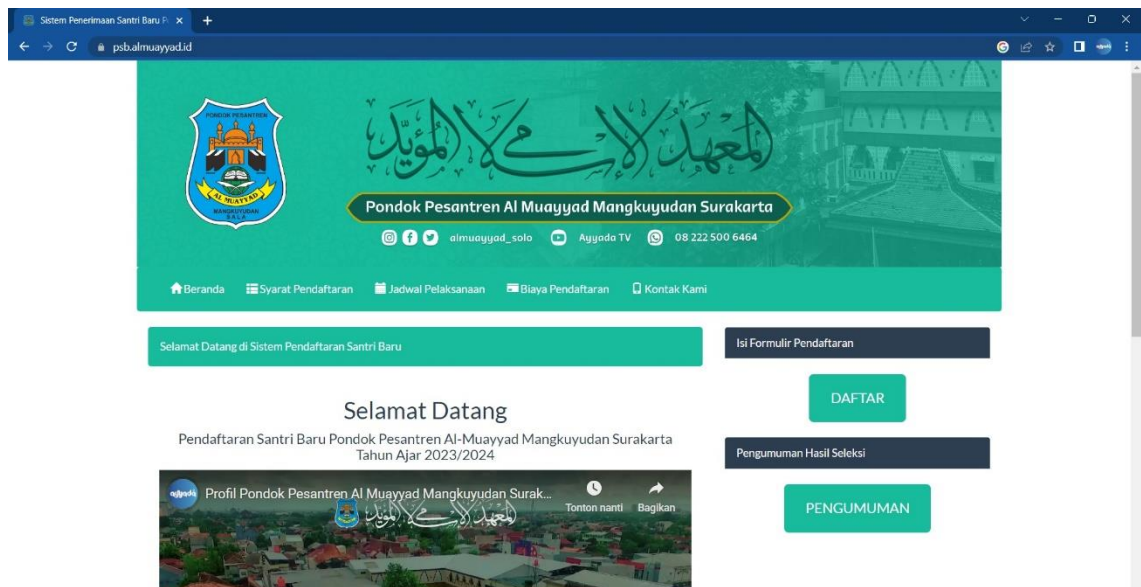 Sistem Penerimaan Santri Baru P
psb.almuayyad.id
PONDOK PESANTREN
AL MUAYYAD
MANGKUYUDAN
S.A.L.A
المعهد الإسلامي المؤيد
Pondok Pesantren Al Muayyad Mangkuyudan Surakarta
almuayyad_solo Ayyada TV 08 222 500 6464
Beranda Syarat Pendaftaran Jadwal Pelaksanaan Biaya Pendaftaran Kontak Kami
Selamat Datang di Sistem Pendaftaran Santri Baru
Selamat Datang
Pendaftaran Santri Baru Pondok Pesantren Al-Muayyad Mangkuyudan Surakarta
Tahun Ajar 2023/2024
ayyada Profil Pondok Pesantren Al Muayyad Mangkuyudan Surak...
Tonton nanti Bagikan
المعهد الإسلامي المؤيد
Isi Formulir Pendaftaran
DAFTAR
Pengumuman Hasil Seleksi
PENGUMUMAN